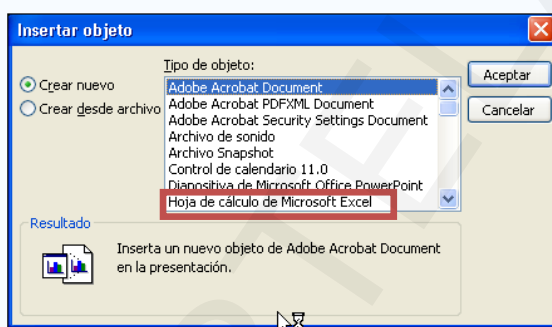 Insertar objeto
Tipo de objeto:
Crear nuevo
Crear desde archivo
Adobe Acrobat Document
Adobe Acrobat PDFXML Document
Adobe Acrobat Security Settings Document
Archivo de sonido
Archivo Snapshot
Control de calendario 11.0
Diapositiva de Microsoft Office PowerPoint
Hoja de cálculo de Microsoft Excel
Aceptar
Cancelar
Resultado
Inserta un nuevo objeto de Adobe Acrobat Document
en la presentación.